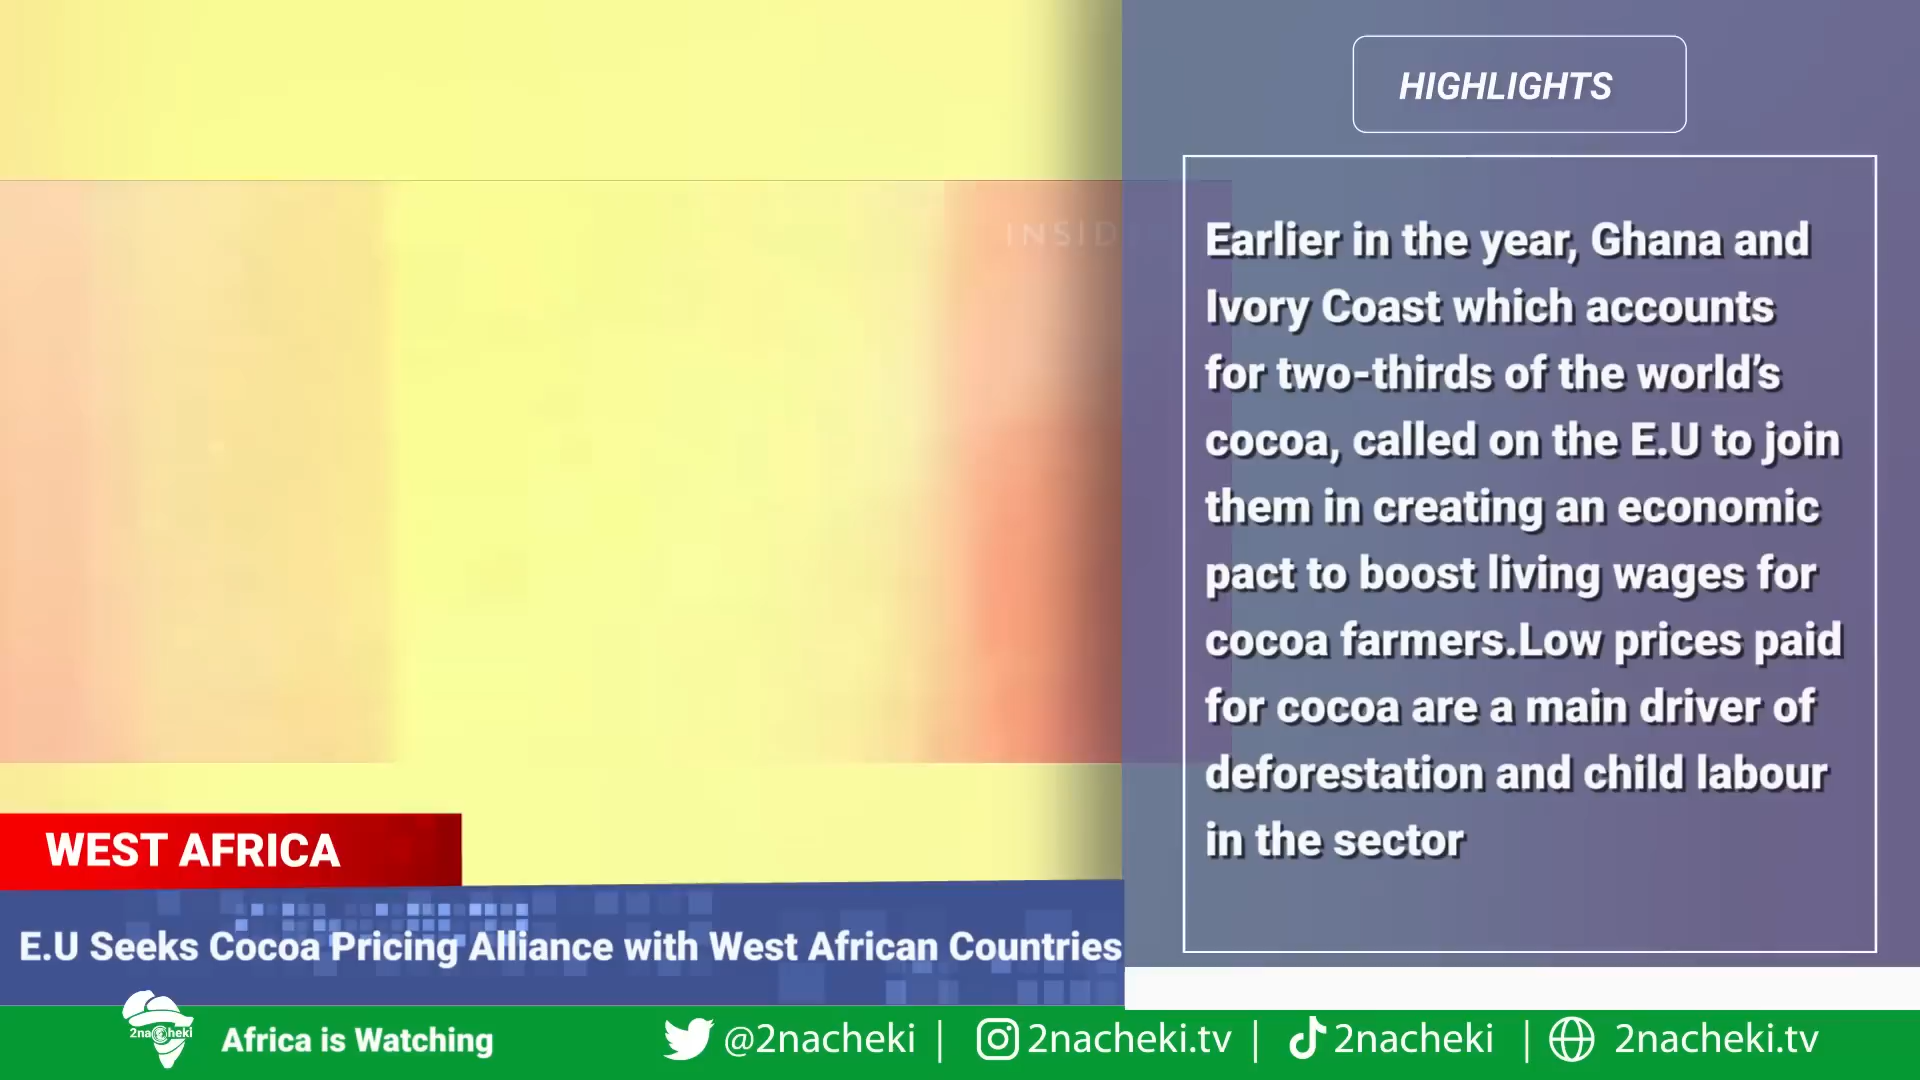 HIGHLIGHTS
INSID
Earlier in the year, Ghana and
Ivory Coast which accounts
for two-thirds of the world’s
cocoa, called on the E.U to join
them in creating an economic
pact to boost living wages for
cocoa farmers.Low prices paid
for cocoa are a main driver of
deforestation and child labour
in the sector
WEST AFRICA
E.U Seeks Cocoa Pricing Alliance with West African Countries
2nacheki
Africa is Watching
@2nacheki | 2nacheki.tv | 2nacheki | 2nacheki.tv